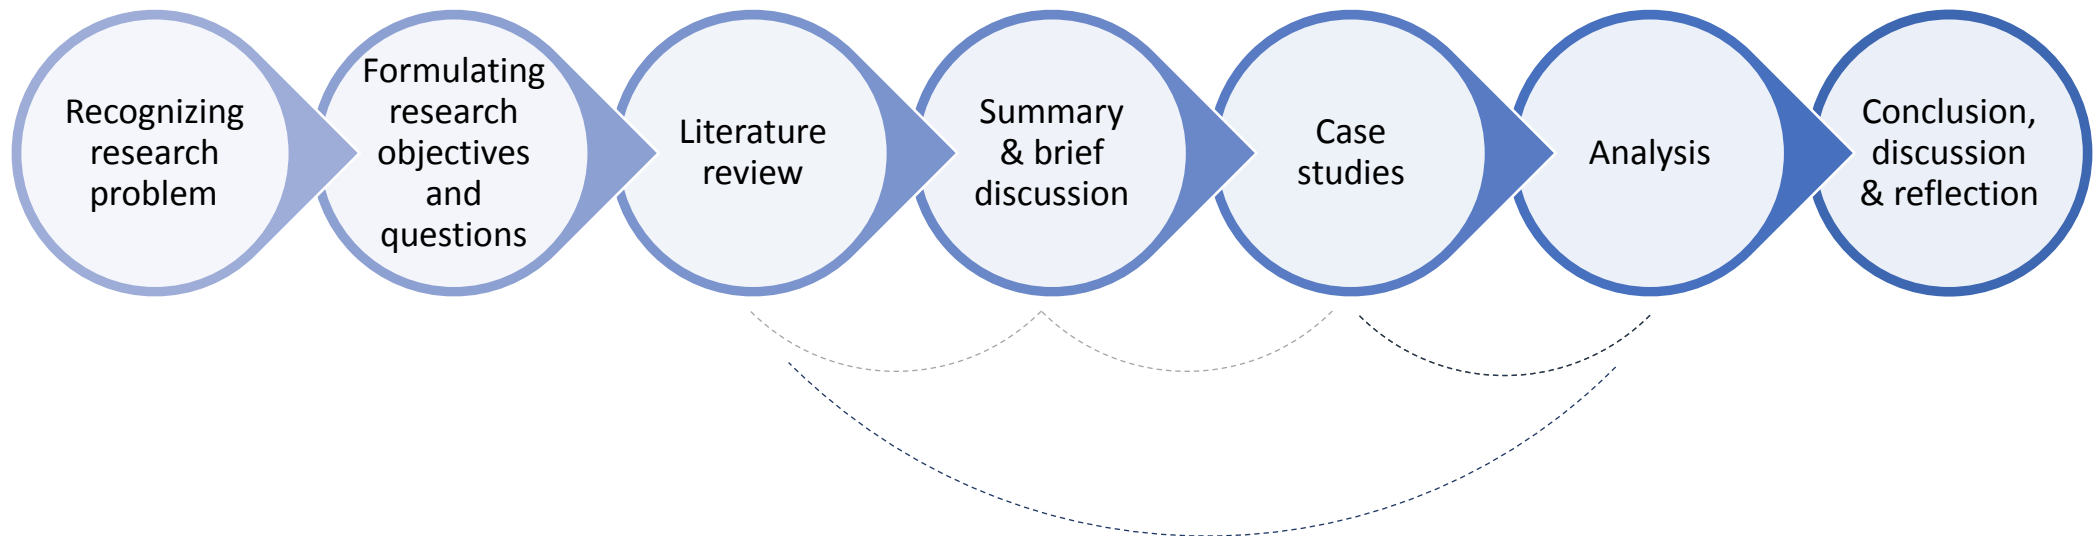 Recognizing
research
problem
Formulating
research
objectives
and
questions
Literature
review
Summary
& brief
discussion
Case
studies
Analysis
Conclusion,
discussion
& reflection